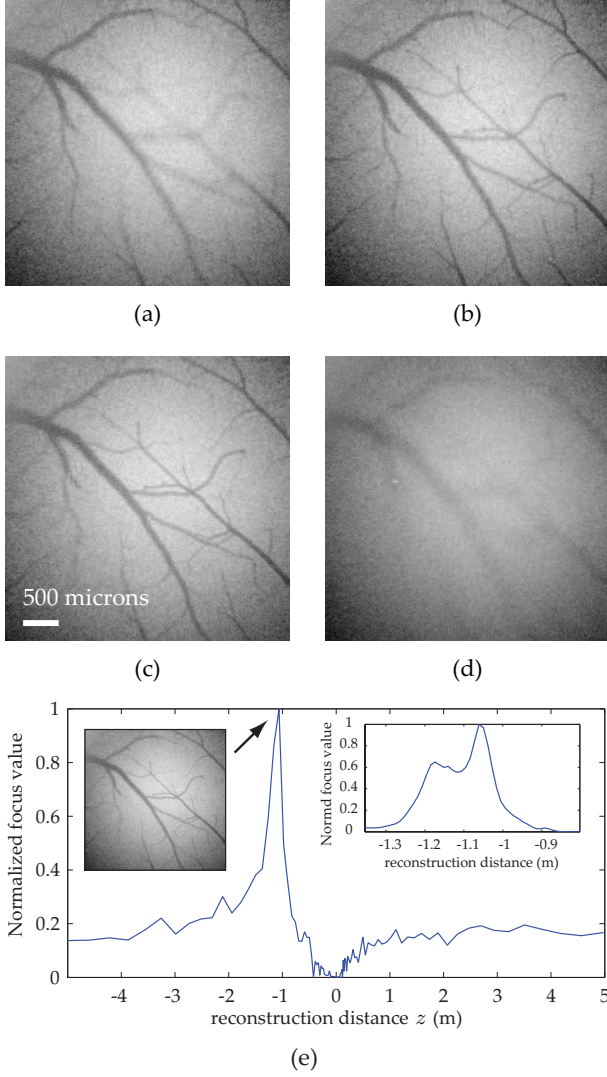 (a)
(b)
500 microns
(c)
(d)
Normalized focus value
1
0.8
0.6
0.4
0.2
0
-4
-3
-2
-1
0
1
2
3
4
5
reconstruction distance z (m)
Normd focus value
1
0.8
0.6
0.4
0.2
0
-1.3
-1.2
-1.1
-1
-0.9
reconstruction distance (m)
(e)